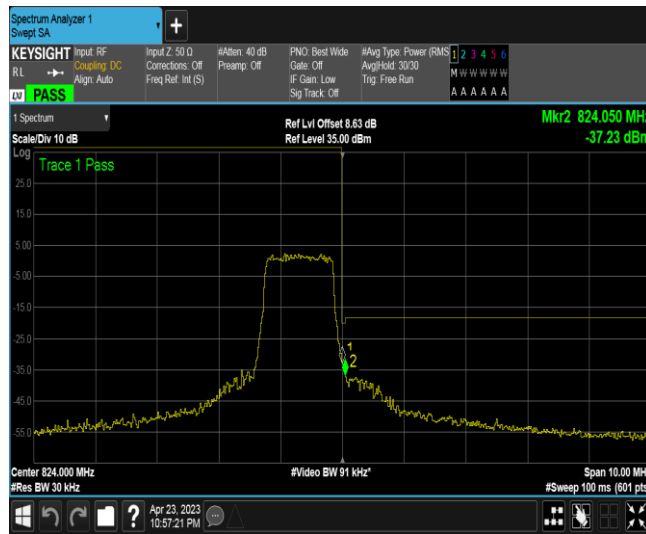 Spectrum Analyzer 1
Swept SA
KEYSIGHT
RL
LXI PASS
Input: RF
Coupling: DC
Align: Auto
Input Z: 50 Ω
Corrections: Off
Freq Ref: Int (S)
#Atten: 40 dB
Preamp: Off
PNO: Best Wide
Gate: Off
IF Gain: Low
Sig Track: Off
#Avg Type: Power (RMS
Avg|Hold: 30/30
Trig: Free Run
1 2 3 4 5 6
M W W W W W
A A A A A A
1 Spectrum
Scale/Div 10 dB
Ref Lvl Offset 8.63 dB
Ref Level 35.00 dBm
Mkr2 824.050 MHz
-37.23 dBm
Log
Trace 1 Pass
25.0
15.0
5.00
-5.00
-15.0
-25.0
-35.0
-45.0
-55.0
1
2
Center 824.000 MHz
#Res BW 30 kHz
#Video BW 91 kHz*
Span 10.00 MH
#Sweep 100 ms (601 pts
?
Apr 23, 2023
10:57:21 PM